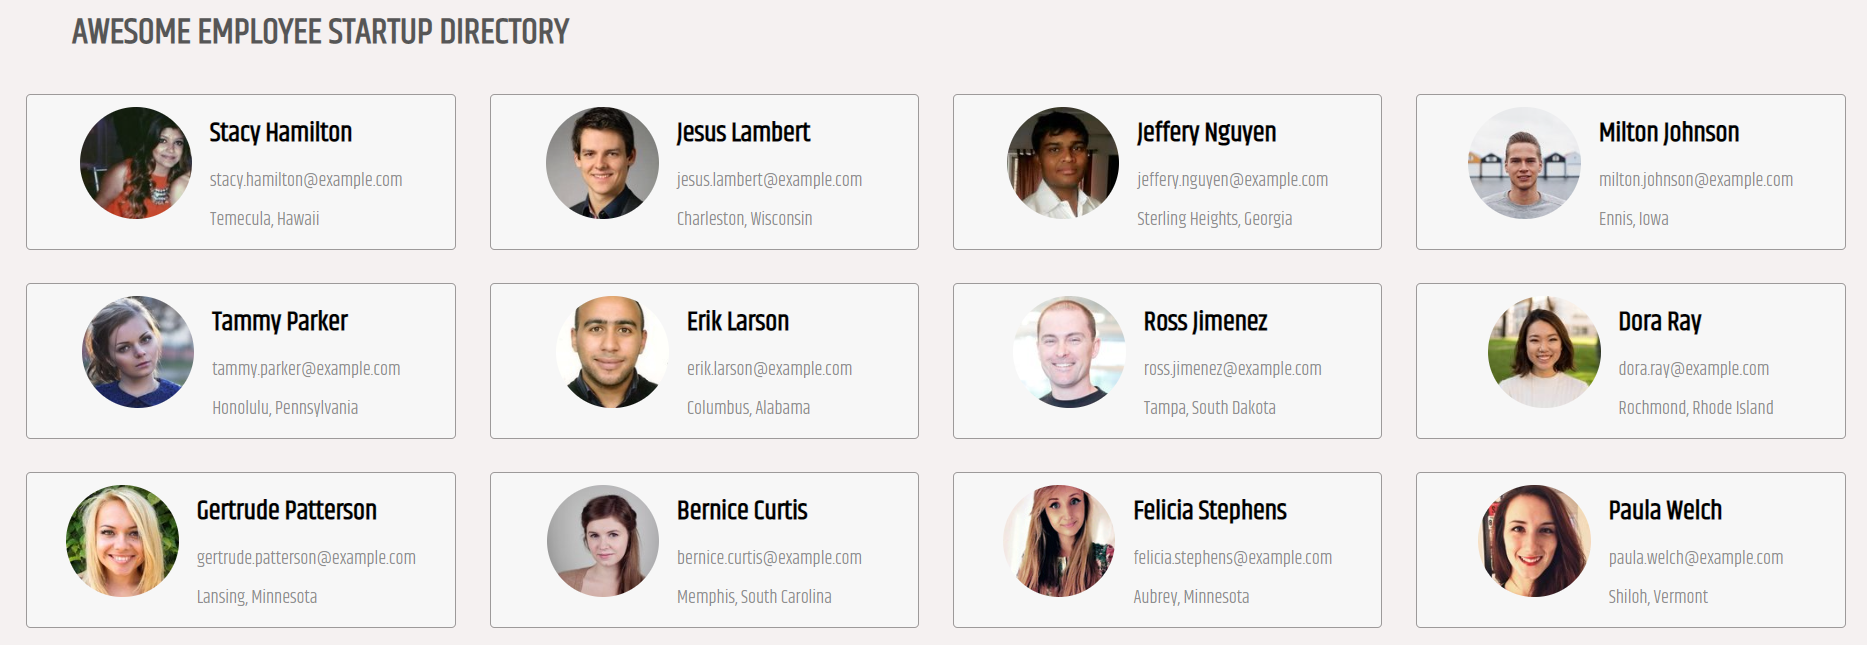 AWESOME EMPLOYEE STARTUP DIRECTORY
Stacy Hamilton
stacy.hamilton@example.com
Temecula, Hawaii
Jesus Lambert
jesus.lambert@example.com
Charleston, Wisconsin
Jeffery Nguyen
jeffery.nguyen@example.com
Sterling Heights, Georgia
Milton Johnson
milton.johnson@example.com
Ennis, Iowa
Tammy Parker
tammy.parker@example.com
Honolulu, Pennsylvania
Erik Larson
erik.larson@example.com
Columbus, Alabama
Ross Jimenez
ross.jimenez@example.com
Tampa, South Dakota
Dora Ray
dora.ray@example.com
Rochmond, Rhode Island
Gertrude Patterson
gertrude.patterson@example.com
Lansing, Minnesota
Bernice Curtis
bernice.curtis@example.com
Memphis, South Carolina
Felicia Stephens
felicia.stephens@example.com
Aubrey, Minnesota
Paula Welch
paula.welch@example.com
Shiloh, Vermont